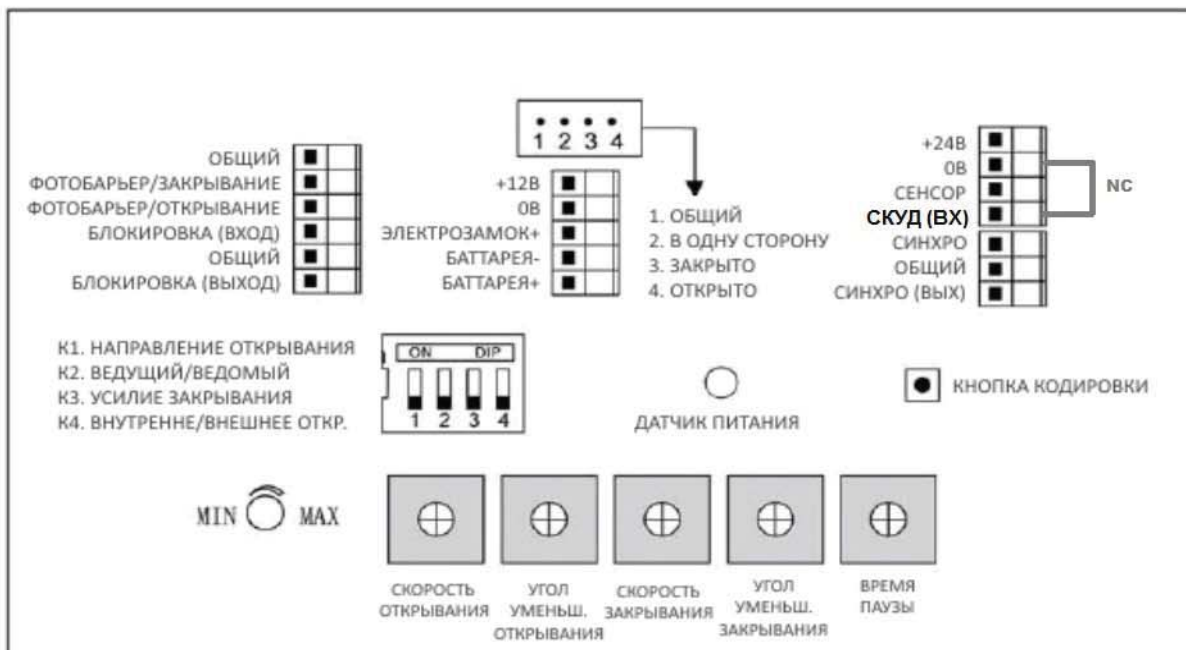 1 2 3 4
ОБЩИЙ
ФОТОБАРЬЕР/ЗАКРЫВАНИЕ
ФОТОБАРЬЕР/ОТКРЫВАНИЕ
БЛОКИРОВКА (ВХОД)
ОБЩИЙ
БЛОКИРОВКА (ВЫХОД)
+12В
0В
ЭЛЕКТРОЗАМОК+
БАТТАРЕЯ-
БАТТАРЕЯ+
1. ОБЩИЙ
2. В ОДНУ СТОРОНУ
3. ЗАКРЫТО
4. ОТКРЫТО
+24В
0В
СЕНСОР
СКУД (ВХ)
СИНХРО
ОБЩИЙ
СИНХРО (ВЫХ)
NC
К1. НАПРАВЛЕНИЕ ОТКРЫВАНИЯ
К2. ВЕДУЩИЙ/ВЕДОМЫЙ
К3. УСИЛИЕ ЗАКРЫВАНИЯ
К4. ВНУТРЕННЕ/ВНЕШНЕЕ ОТКР.
ON DIP
1 2 3 4
ДАТЧИК ПИТАНИЯ
КНОПКА КОДИРОВКИ
MIN MAX
СКОРОСТЬ
ОТКРЫВАНИЯ
УГОЛ
УМЕНЬШ.
ОТКРЫВАНИЯ
СКОРОСТЬ
ЗАКРЫВАНИЯ
УГОЛ
УМЕНЬШ.
ЗАКРЫВАНИЯ
ВРЕМЯ
ПАУЗЫ